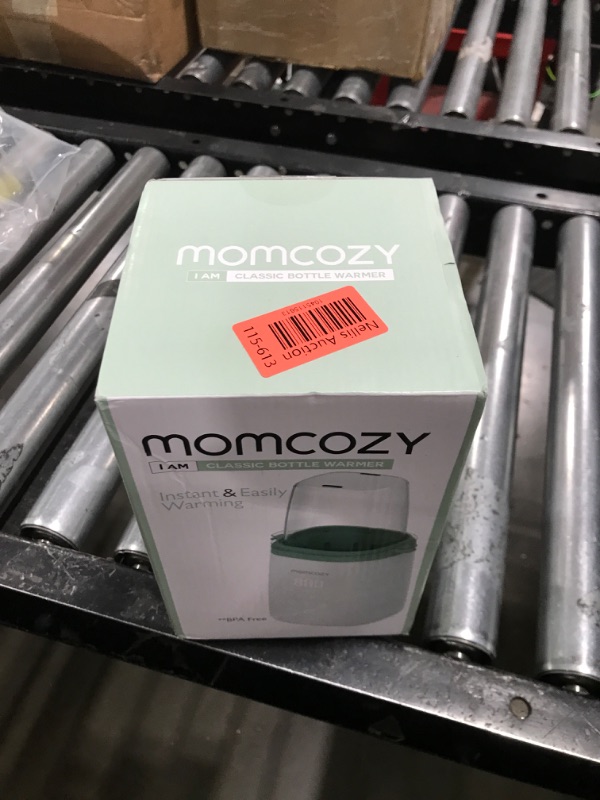 momcozy
I AM CLASSIC BOTTLE WARMER
Nellis Auction
115-613
momcozy
I AM CLASSIC BOTTLE WARMER
Instant & Easily
Warming
momcozy
**BPA Free